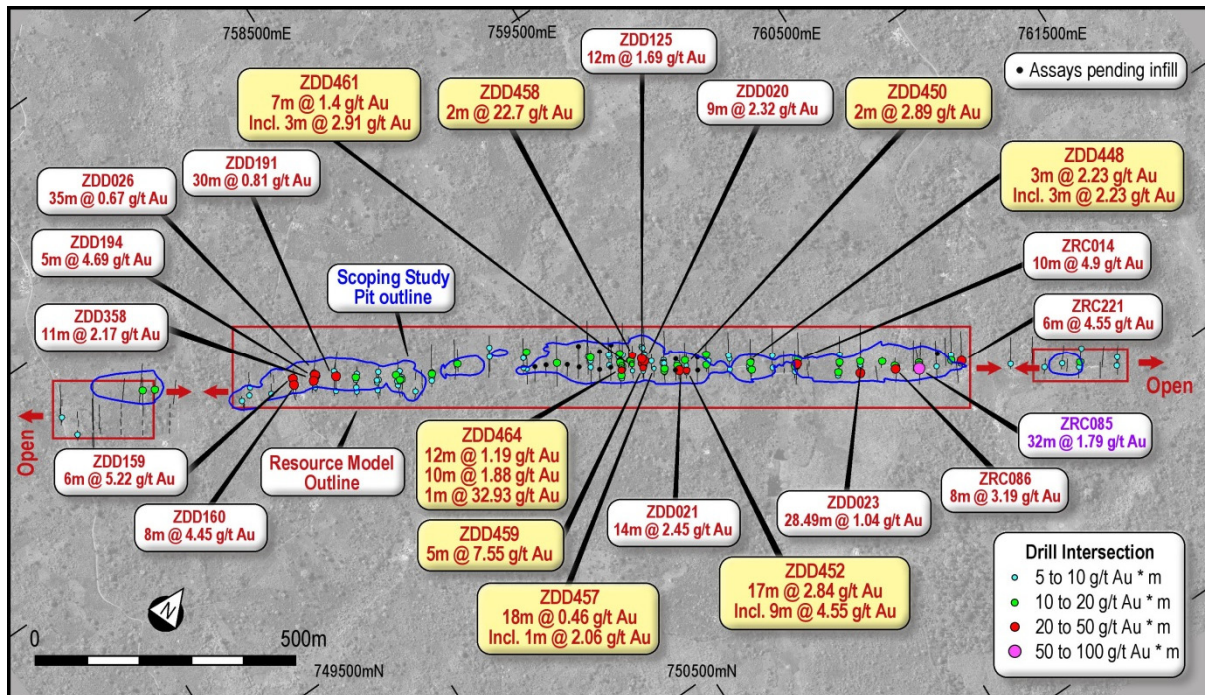 758500mE
759500mE
760500mE
761500mE
ZDD125
12m @ 1.69 g/t Au
• Assays pending infill
ZDD461
7m @ 1.4 g/t Au
Incl. 3m @ 2.91 g/t Au
ZDD458
2m @ 22.7 g/t Au
ZDD020
9m @ 2.32 g/t Au
ZDD450
2m @ 2.89 g/t Au
ZDD448
3m @ 2.23 g/t Au
Incl. 3m @ 2.23 g/t Au
ZDD191
30m @ 0.81 g/t Au
ZDD026
35m @ 0.67 g/t Au
ZDD194
5m @ 4.69 g/t Au
ZDD358
11m @ 2.17 g/t Au
Scoping Study
Pit outline
ZRC014
10m @ 4.9 g/t Au
ZRC221
6m @ 4.55 g/t Au
Open
Open
ZRC085
32m @ 1.79 g/t Au
ZDD159
6m @ 5.22 g/t Au
ZDD160
8m @ 4.45 g/t Au
Resource Model
Outline
ZDD464
12m @ 1.19 g/t Au
10m @ 1.88 g/t Au
1m @ 32.93 g/t Au
ZDD459
5m @ 7.55 g/t Au
ZDD457
18m @ 0.46 g/t Au
Incl. 1m @ 2.06 g/t Au
ZDD021
14m @ 2.45 g/t Au
ZDD452
17m @ 2.84 g/t Au
Incl. 9m @ 4.55 g/t Au
ZDD023
28.49m @ 1.04 g/t Au
ZRC086
8m @ 3.19 g/t Au
Drill Intersection
5 to 10 g/t Au * m
10 to 20 g/t Au * m
20 to 50 g/t Au * m
50 to 100 g/t Au * m
N
0
500m
749500mN
750500mN